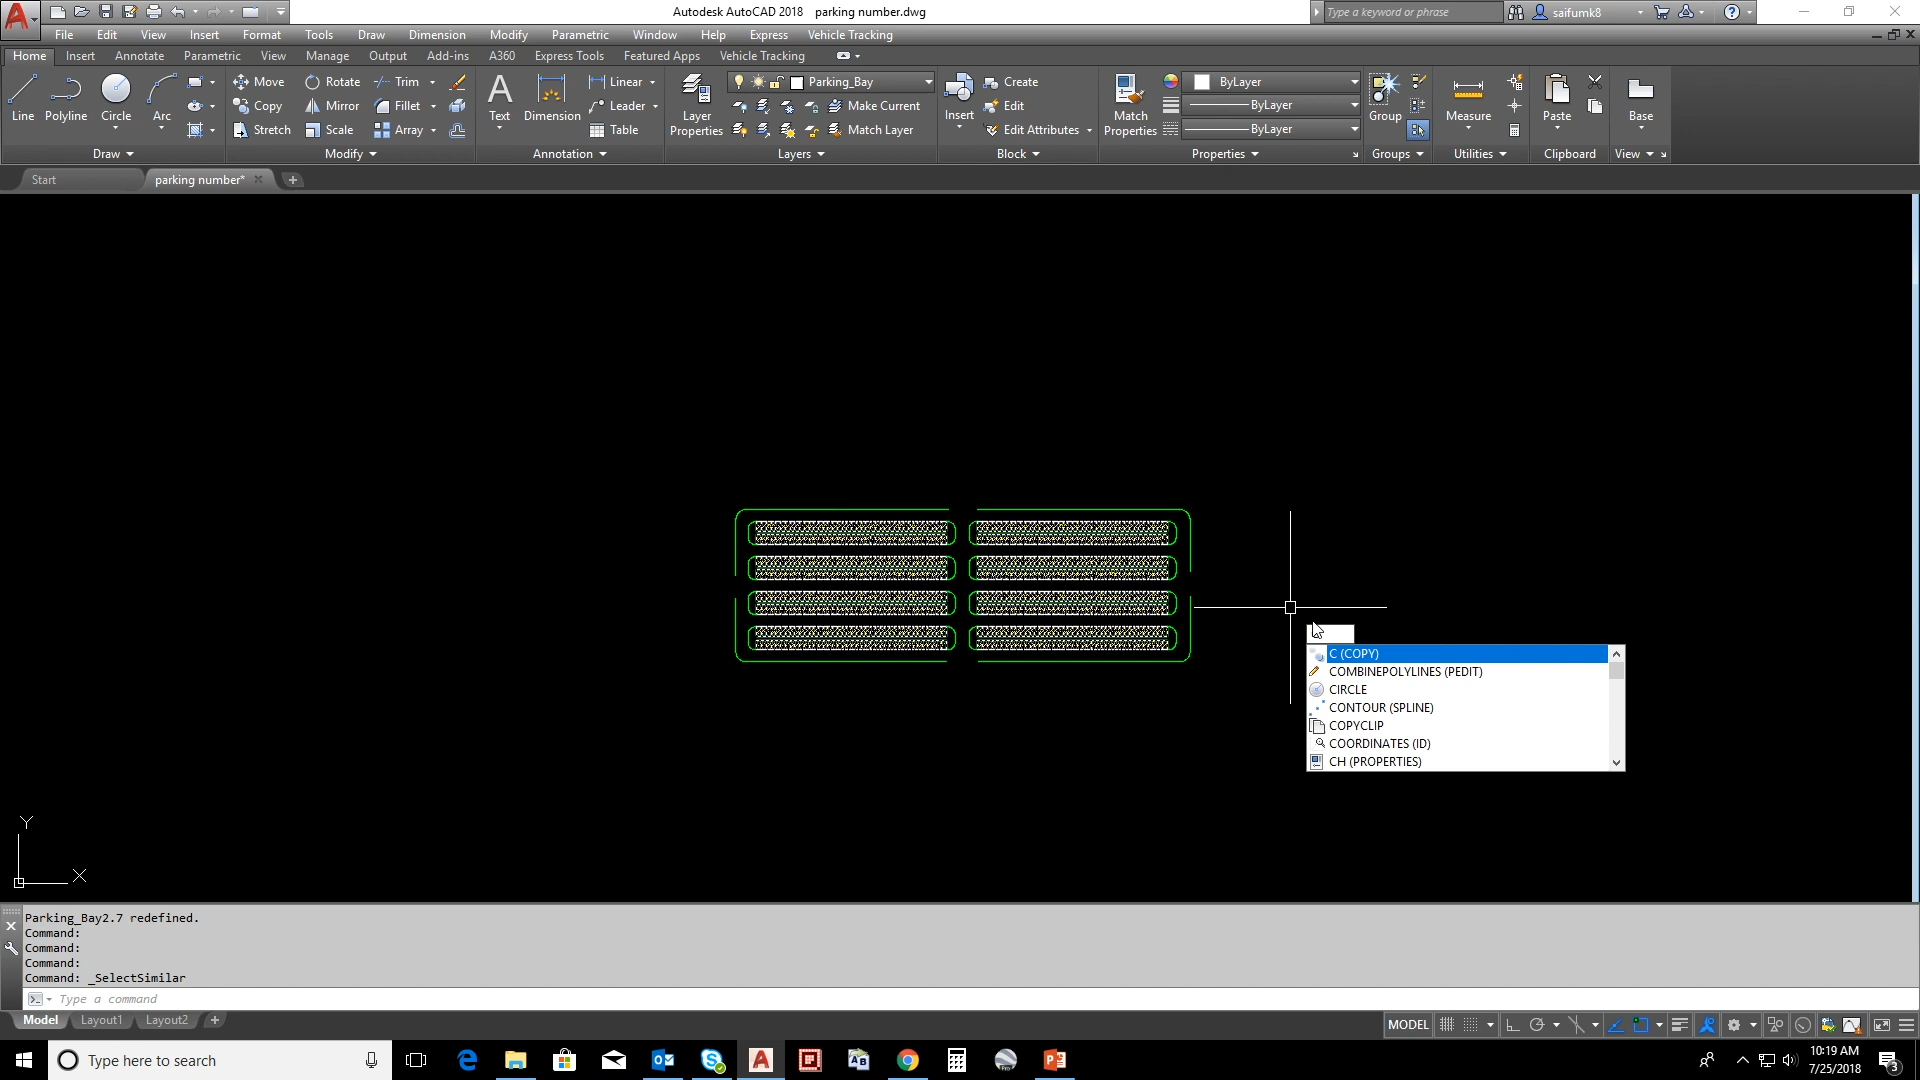 Autodesk AutoCAD 2018 parking number.dwg
Type a keyword or phrase
saifumk8
File Edit View Insert Format Tools Draw Dimension Modify Parametric Window Help Express Vehicle Tracking
Home Insert Annotate Parametric View Manage Output Add-ins A360 Express Tools Featured Apps Vehicle Tracking
Line Polyline Circle Arc
Move Rotate Trim
Copy Mirror Fillet
Stretch Scale Array
Text Dimension
Linear
Leader
Table
Layer Properties
Parking_Bay
Make Current
Match Layer
Insert
Create
Edit
Edit Attributes
Match Properties
ByLayer
ByLayer
ByLayer
Group
Measure
Paste
Base
Draw Modify Annotation Layers Block Properties Groups Utilities Clipboard View
Start parking number*
C (COPY)
COMBINEPOLYLINES (PEDIT)
CIRCLE
CONTOUR (SPLINE)
COPYCLIP
COORDINATES (ID)
CH (PROPERTIES)
Y
X
Parking_Bay2.7 redefined.
Command:
Command:
Command:
Command: _SelectSimilar
Type a command
Model Layout1 Layout2
MODEL
Type here to search
10:19 AM
7/25/2018
3